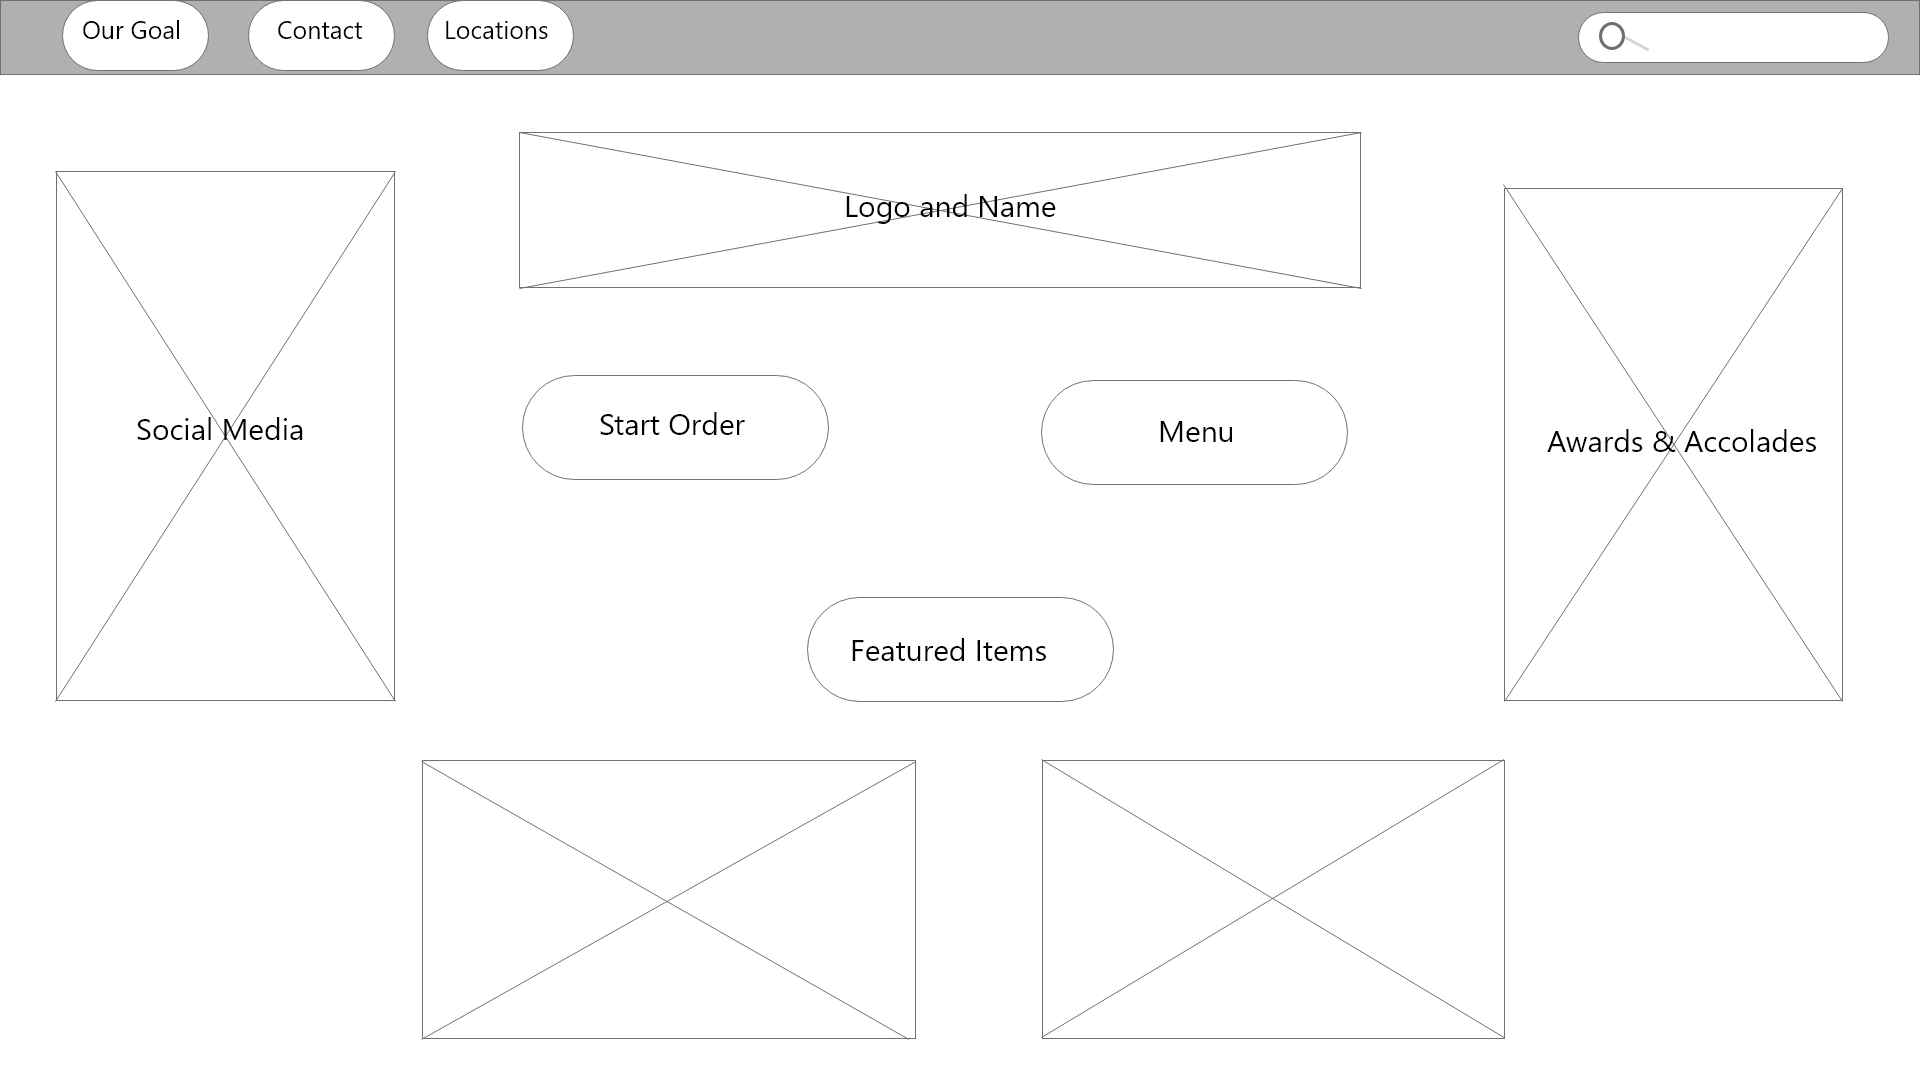 Our Goal
Contact
Locations
Logo and Name
Social Media
Start Order
Menu
Awards & Accolades
Featured Items